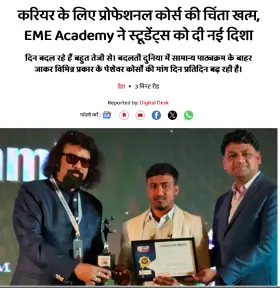 करियर के लिए प्रोफेशनल कोर्स की चिंता खत्म,
EME Academy ने स्टूडेंट्स को दी नई दिशा
दिन बदल रहे हैं बहुत तेजी से। बदलती दुनिया में सामान्य पाठ्यक्रम के बाहर
जाकर विभिन्न प्रकार के पेशेवर कोर्सों की मांग दिन प्रतिदिन बढ़ रही है।
देश • 3 मिनट रीड
Reported by: Digital Desk
फॉलो करें:
am
M